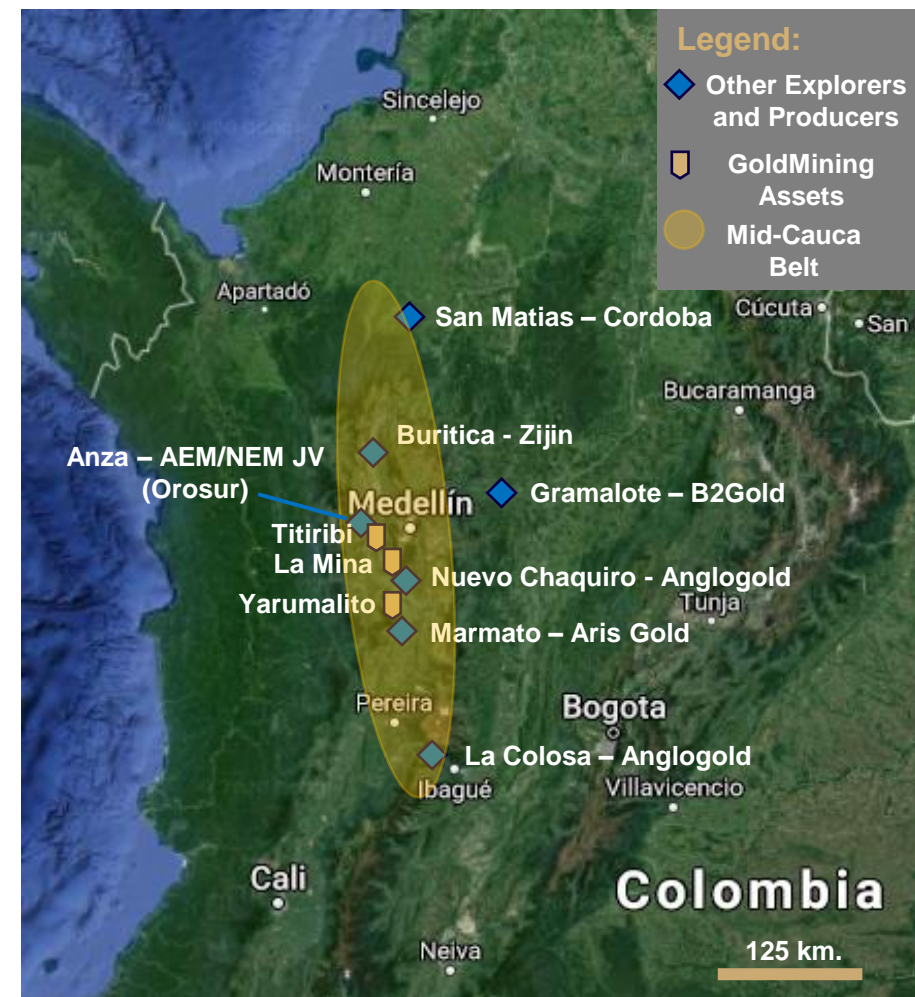 Legend:
Other Explorers
and Producers
GoldMining
Assets
Mid-Cauca
Belt
Sincelejo
Montería
Apartadó
San Matias – Cordoba
Cúcuta
San
Bucaramanga
Buritica - Zijin
Anza – AEM/NEM JV
(Orosur)
Medellín
Gramalote – B2Gold
Titiribi
La Mina
Nuevo Chaquiro - Anglogold
Yarumalito
Tunja
Marmato – Aris Gold
Pereira
Bogota
La Colosa – Anglogold
Ibagué
Villavicencio
Cali
Colombia
Neiva
125 km.